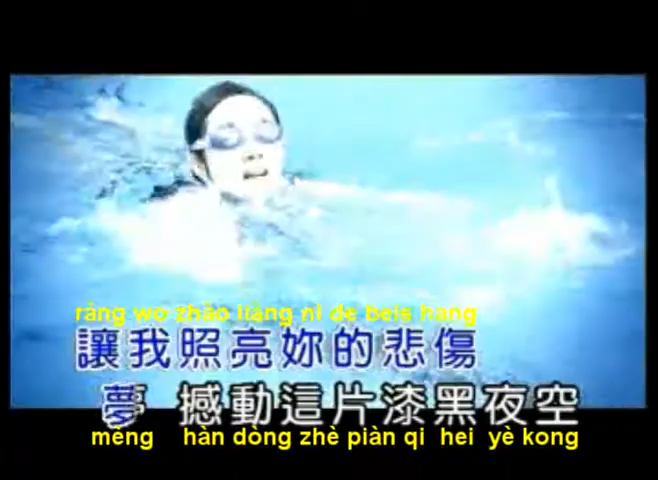 ràng wo zhào liàng ni de beis hang
讓我照亮妳的悲傷
夢 撼動這片漆黑夜空
mèng hàn dòng zhè piàn qi hei yè kong